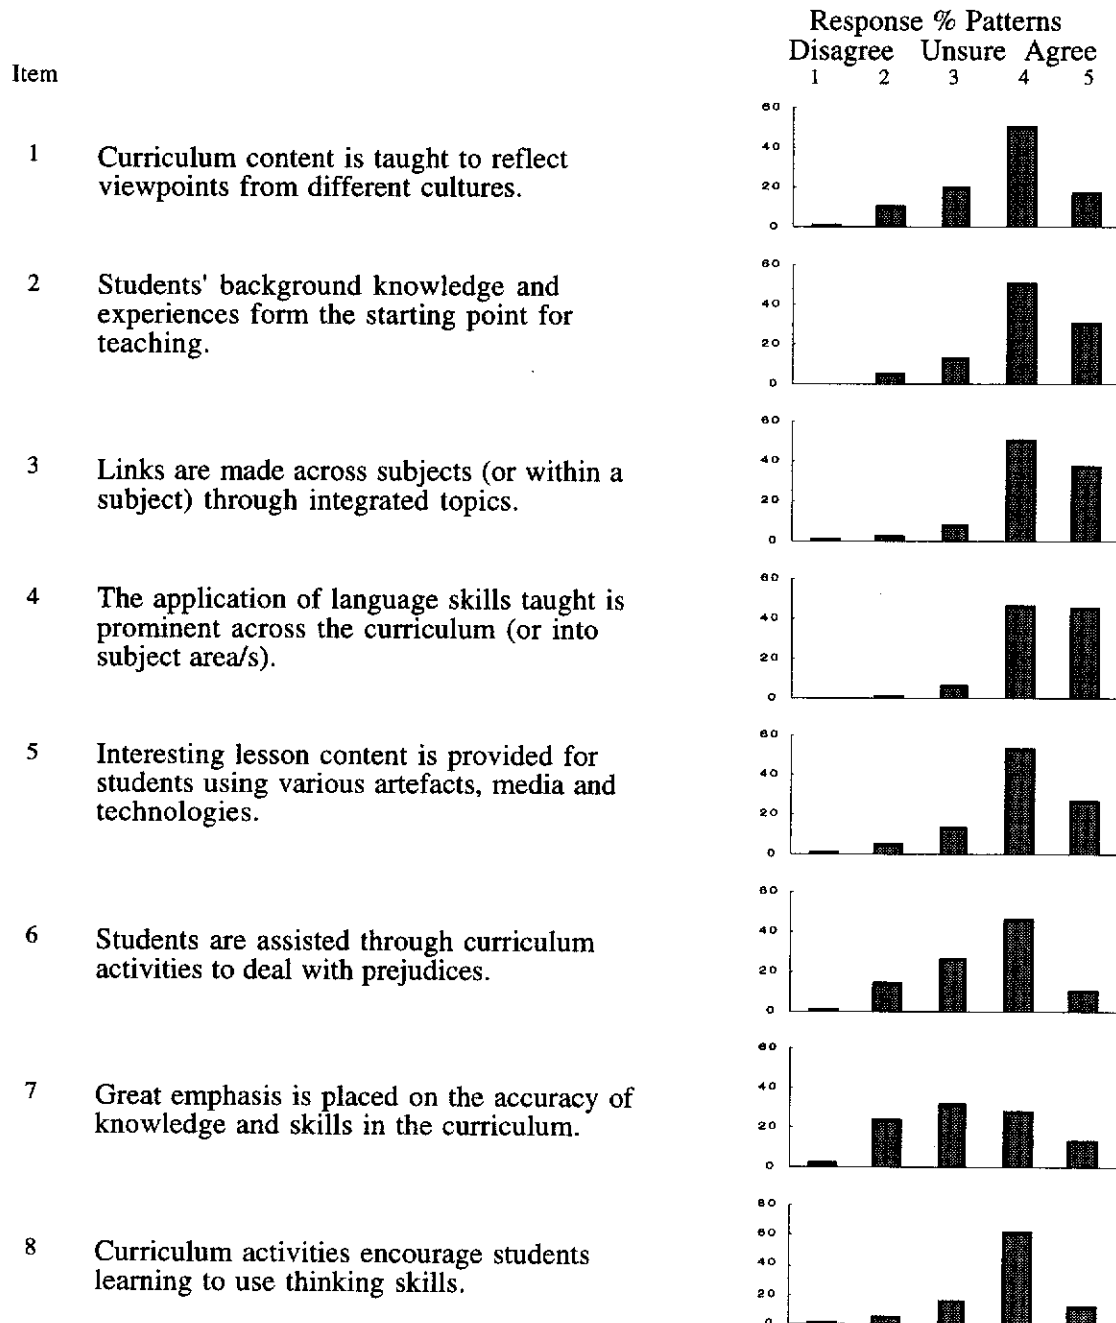 Response % Patterns
Disagree Unsure Agree
Item
1 2 3 4 5
1 Curriculum content is taught to reflect
viewpoints from different cultures.
60
40
20
0
2 Students' background knowledge and
experiences form the starting point for
teaching.
60
40
20
0
3 Links are made across subjects (or within a
subject) through integrated topics.
60
40
20
0
4 The application of language skills taught is
prominent across the curriculum (or into
subject area/s).
60
40
20
0
5 Interesting lesson content is provided for
students using various artefacts, media and
technologies.
60
40
20
0
6 Students are assisted through curriculum
activities to deal with prejudices.
60
40
20
0
7 Great emphasis is placed on the accuracy of
knowledge and skills in the curriculum.
60
40
20
0
8 Curriculum activities encourage students
learning to use thinking skills.
80
60
40
20
0